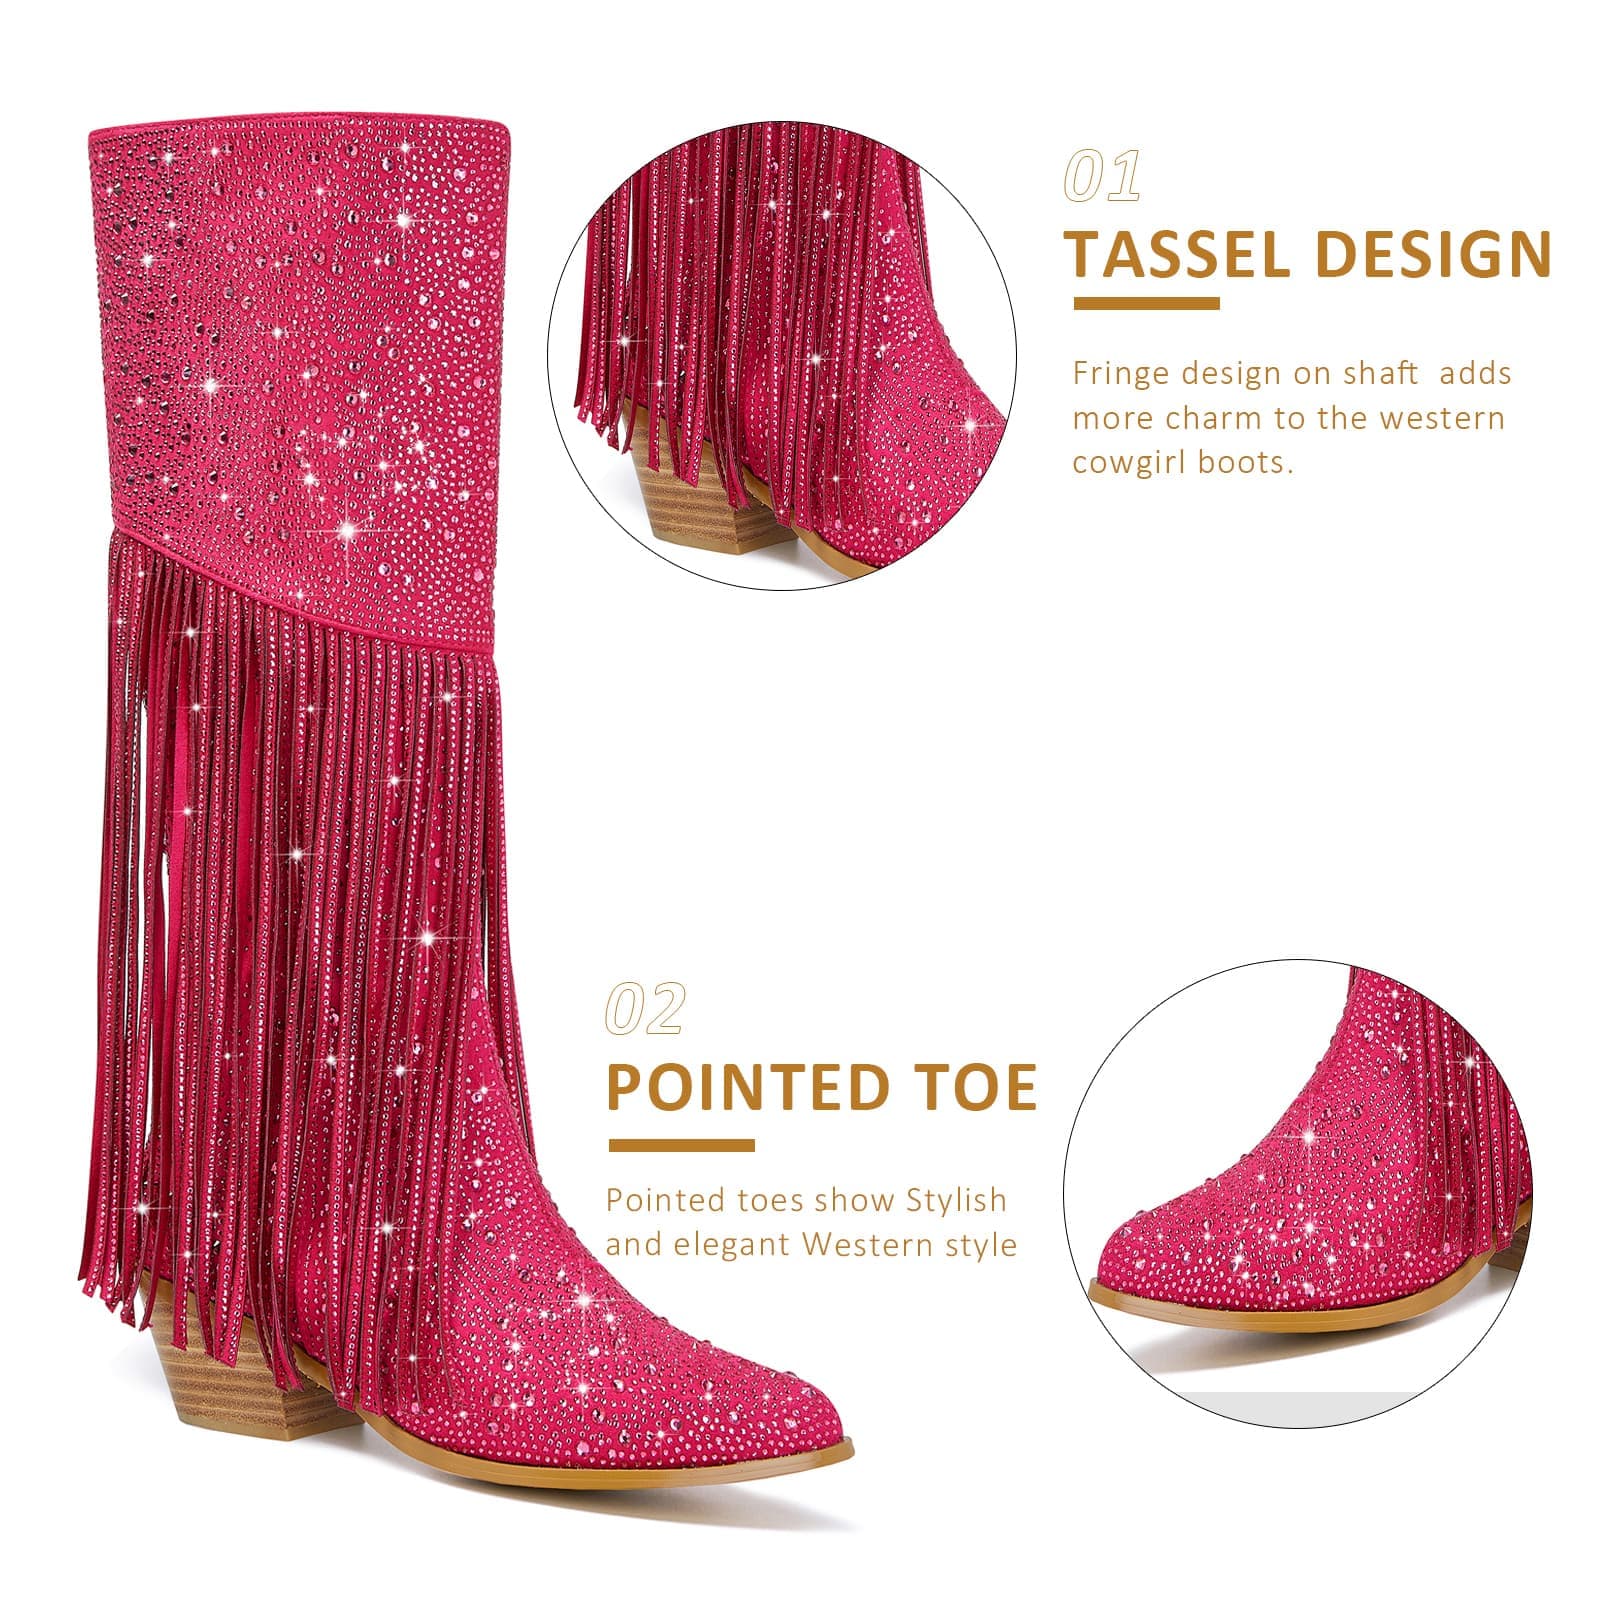 01
TASSEL DESIGN
Fringe design on shaft adds
more charm to the western
cowgirl boots.
02
POINTED TOE
Pointed toes show Stylish
and elegant Western style